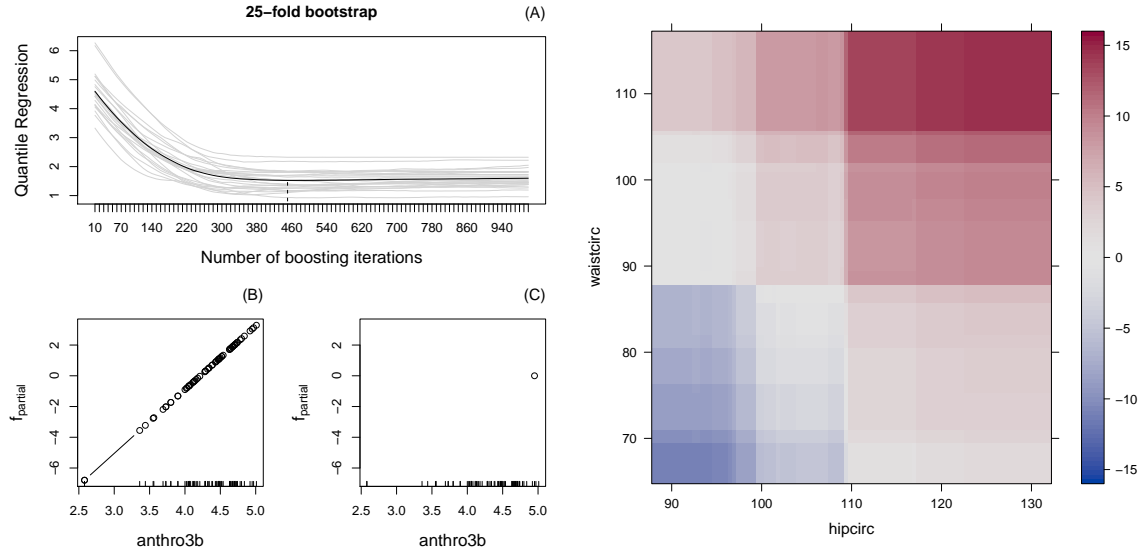 25−fold bootstrap
(A)
Quantile Regression
6
5
4
3
2
1
10 70 140 220 300 380 460 540 620 700 780 860 940
Number of boosting iterations
(B)
f_partial
2
0
−2
−4
−6
2.5 3.0 3.5 4.0 4.5 5.0
anthro3b
(C)
f_partial
2
0
−2
−4
−6
2.5 3.0 3.5 4.0 4.5 5.0
anthro3b
waistcirc
110
100
90
80
70
90 100 110 120 130
hipcirc
15
10
5
0
−5
−10
−15